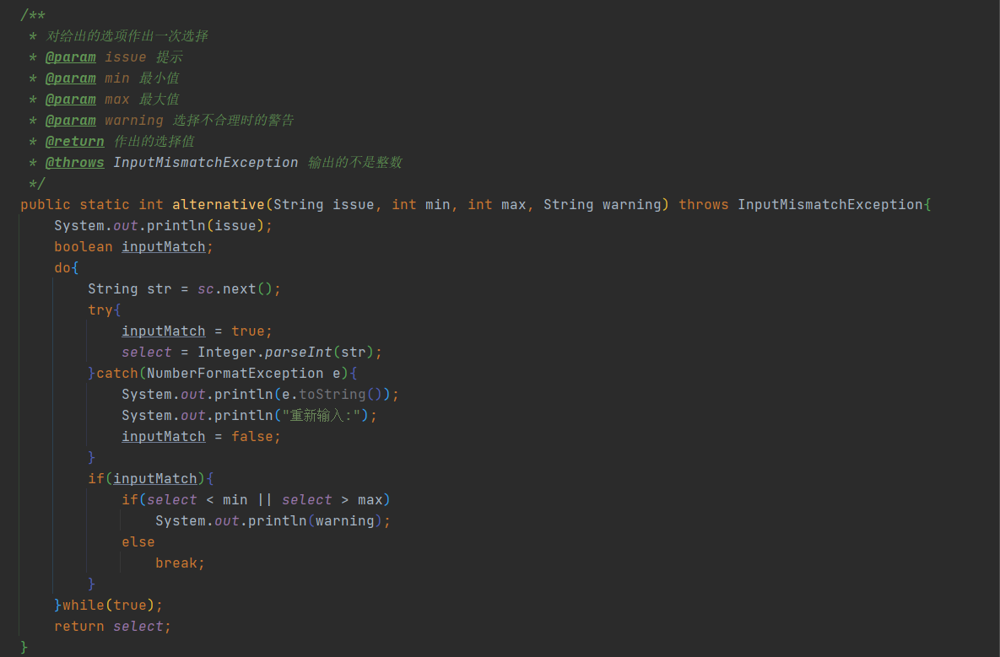 /**
 * 对给出的选项作出一次选择
 * @param issue 提示
 * @param min 最小值
 * @param max 最大值
 * @param warning 选择不合理时的警告
 * @return 作出的选择值
 * @throws InputMismatchException 输出的不是整数
 */
public static int alternative(String issue, int min, int max, String warning) throws InputMismatchException{
    System.out.println(issue);
    boolean inputMatch;
    do{
        String str = sc.next();
        try{
            inputMatch = true;
            select = Integer.parseInt(str);
        }catch(NumberFormatException e){
            System.out.println(e.toString());
            System.out.println("重新输入:");
            inputMatch = false;
        }
        if(inputMatch){
            if(select < min || select > max)
                System.out.println(warning);
            else
                break;
        }
    }while(true);
    return select;
}